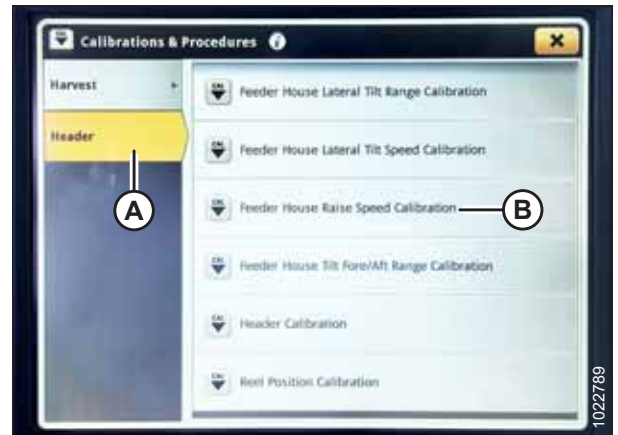 Calibrations & Procedures
Harvest
Header
Feeder House Lateral Tilt Range Calibration
Feeder House Lateral Tilt Speed Calibration
Feeder House Raise Speed Calibration
Feeder House Tilt Fore/Aft Range Calibration
Header Calibration
Reel Position Calibration
A
B
1022789